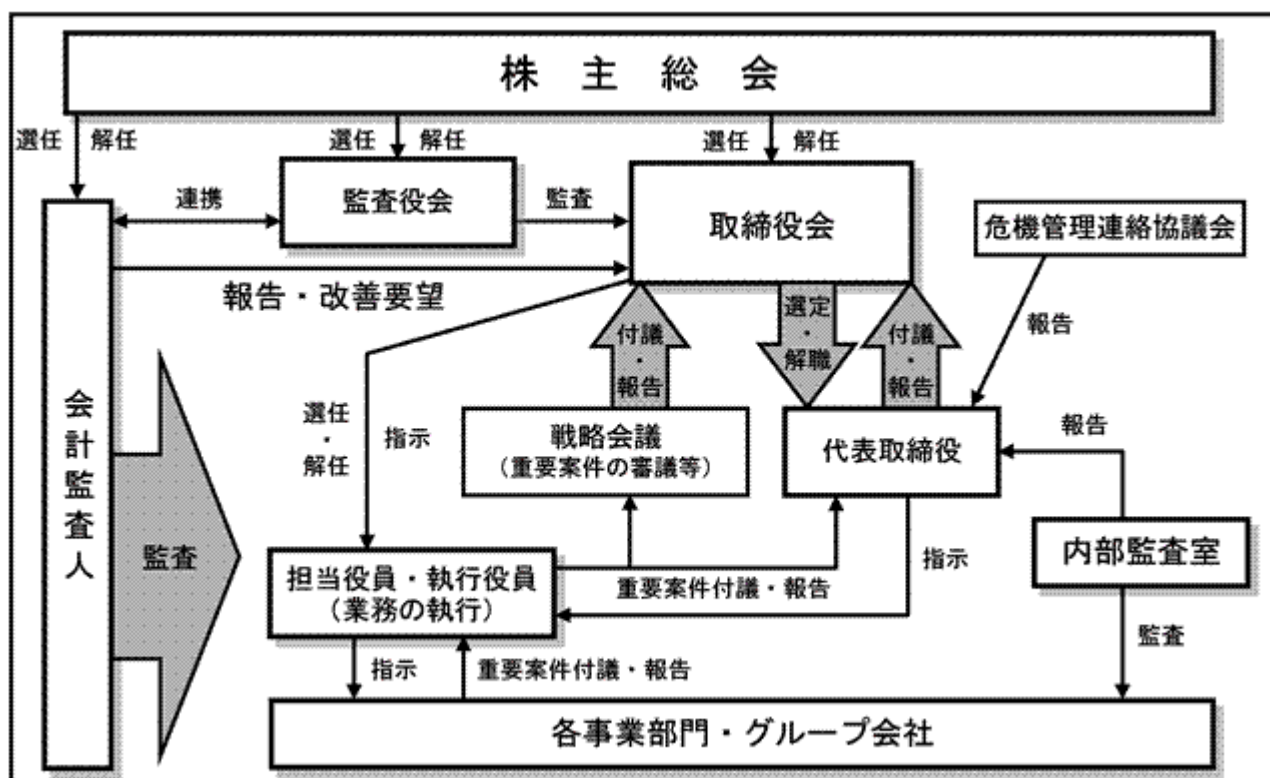 株主総会
選任 解任
選任 解任
選任 解任
監査役会
連携
監査
取締役会
危機管理連絡協議会
報告・改善要望
報告
付議・報告
選定・解職
付議・報告
会計監査人
監査
選任・解任
指示
戦略会議
(重要案件の審議等)
代表取締役
報告
内部監査室
担当役員・執行役員
(業務の執行)
重要案件付議・報告
指示
監査
指示
重要案件付議・報告
各事業部門・グループ会社